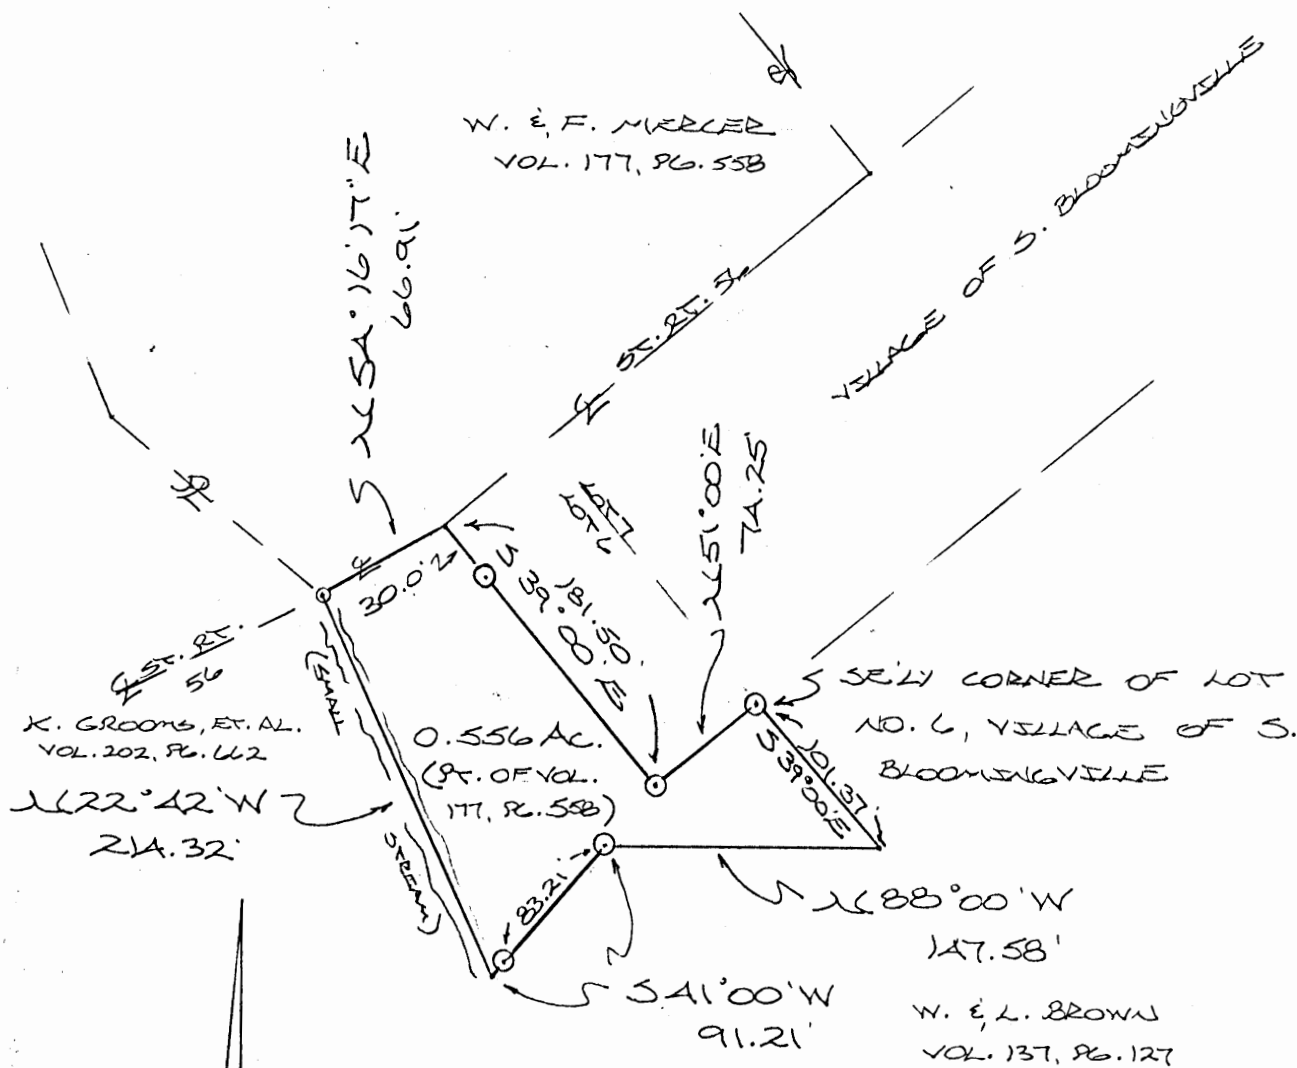 W. & F. MERCER
VOL. 177, PG. 558
N 54° 16' 17" E
66.91'
VILLAGE OF S. BLOOMINGVILLE
ST. RT. 56
LOT 7
LOT 6
N 51° 00' E
74.25'
30.0'
181.50'
S 39° 00' E
ST. RT.
56
(SMALL
STREAM)
K. GROOMS, ET. AL.
VOL. 202, PG. 662
N 22° 42' W
214.32'
0.556 AC.
(PT. OF VOL.
177, PG. 558)
SE'LY CORNER OF LOT
NO. 6, VILLAGE OF S.
BLOOMINGVILLE
101.37'
S 39° 00' E
83.21'
N 88° 00' W
147.58'
S 41° 00' W
91.21'
W. & L. BROWN
VOL. 137, PG. 127